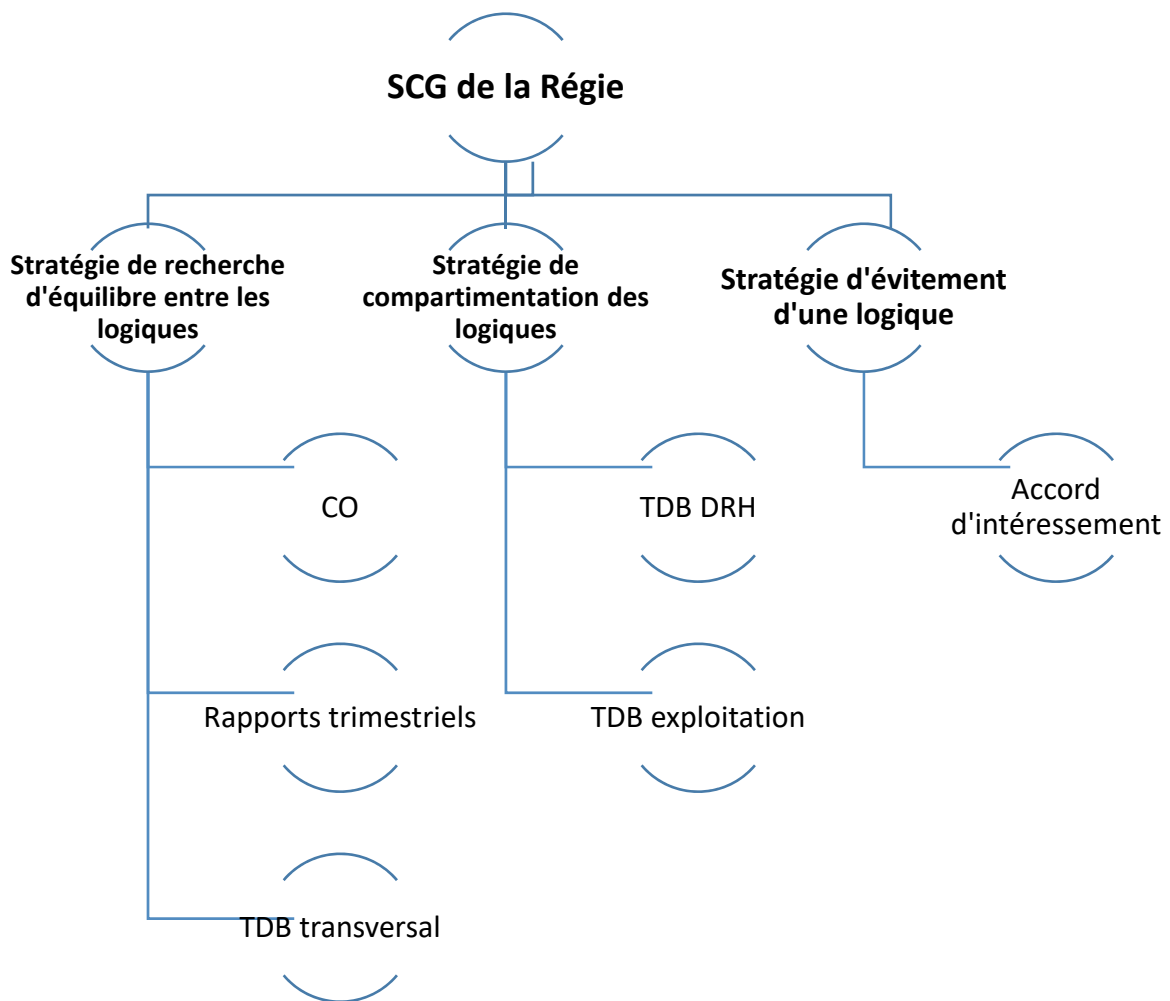 SCG de la Régie
Stratégie de recherche
d'équilibre entre les
logiques
Stratégie de
compartimentation des
logiques
Stratégie d'évitement
d'une logique
CO
TDB DRH
Accord
d'intéressement
Rapports trimestriels
TDB exploitation
TDB transversal